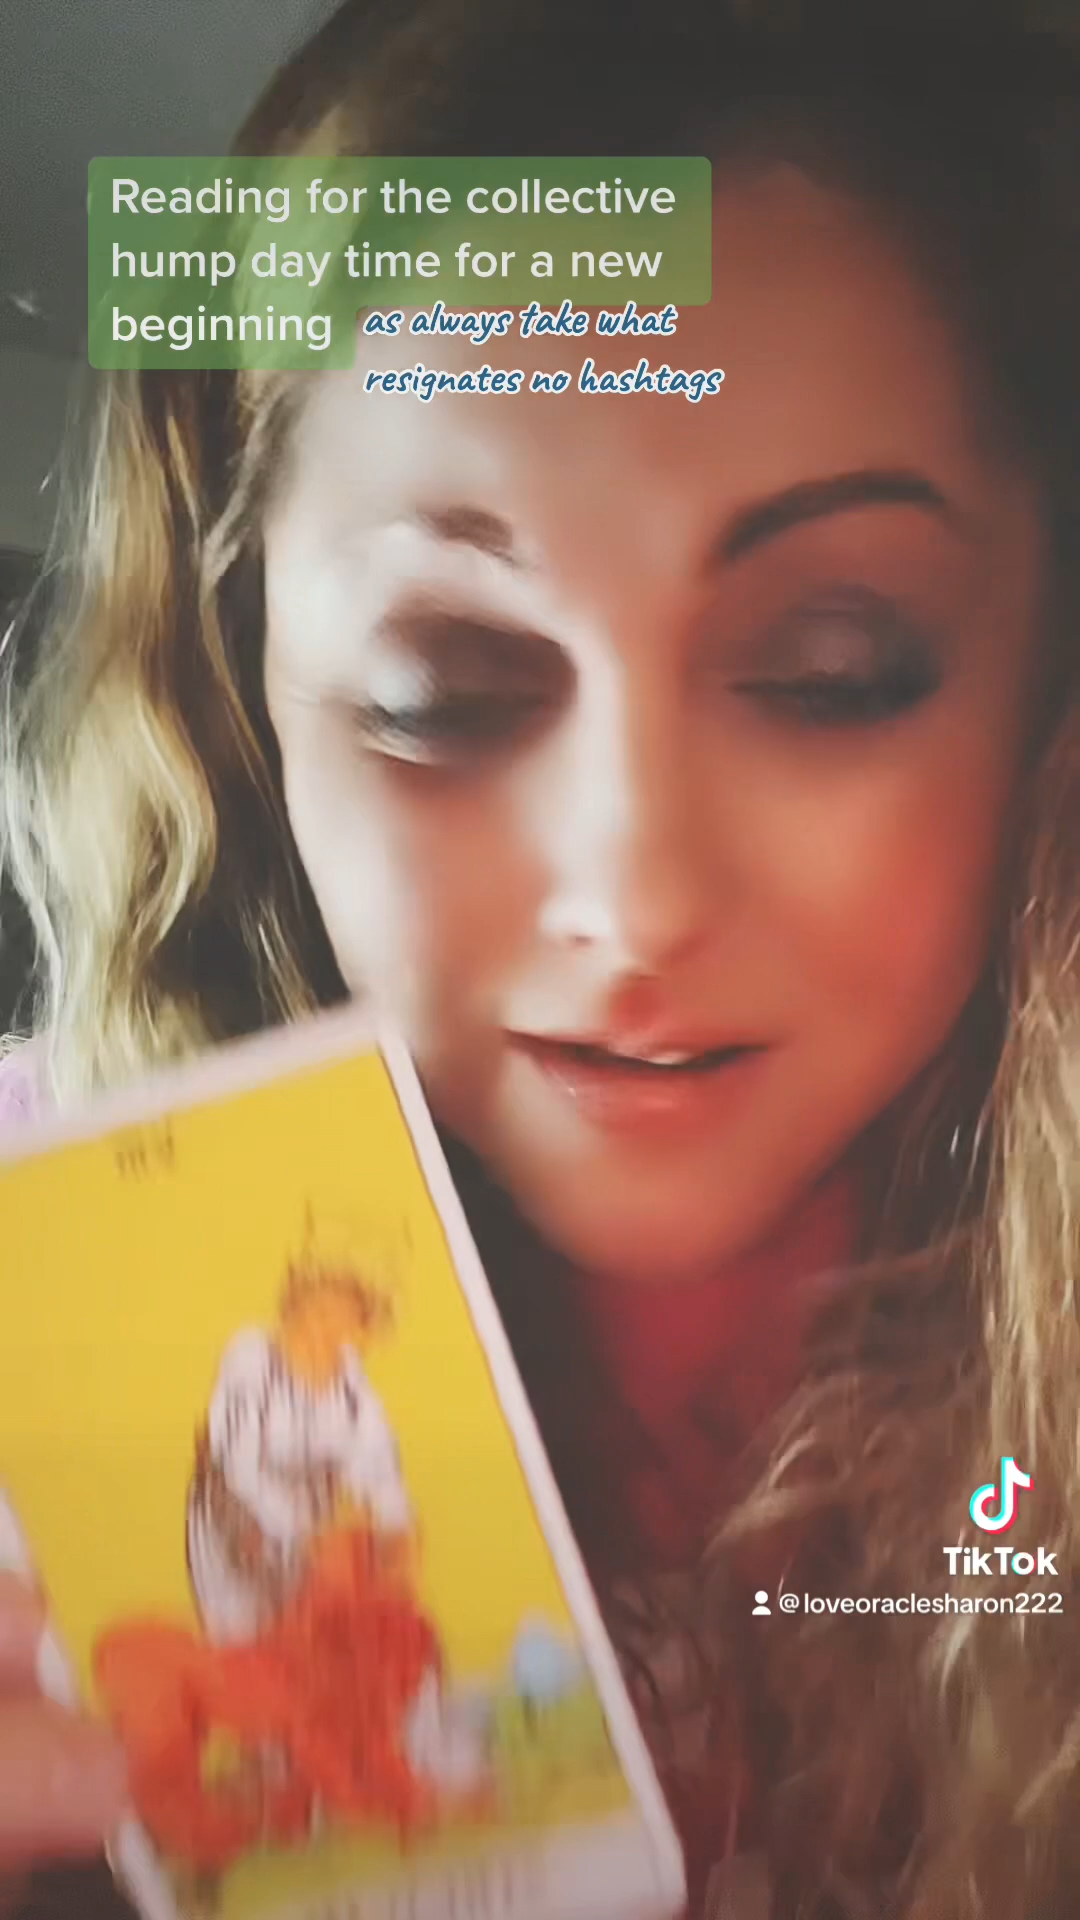 Reading for the collective
hump day time for a new
beginning
as always take what
resignates no hashtags
TikTok
@loveoraclesharon222